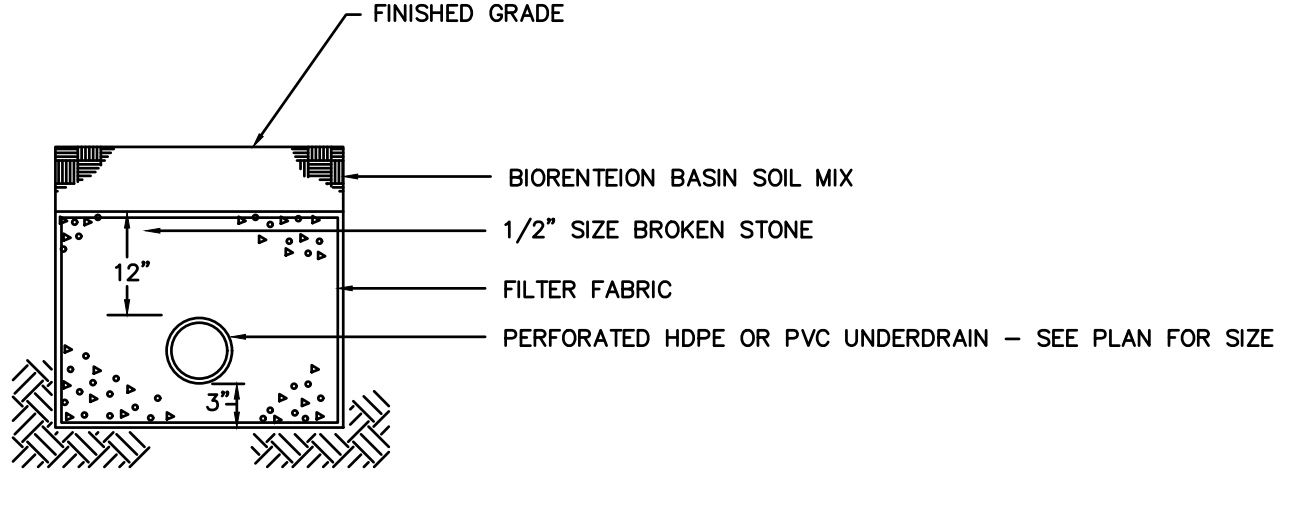 FINISHED GRADE
BIORENTEION BASIN SOIL MIX
1/2" SIZE BROKEN STONE
12"
FILTER FABRIC
PERFORATED HDPE OR PVC UNDERDRAIN – SEE PLAN FOR SIZE
3"